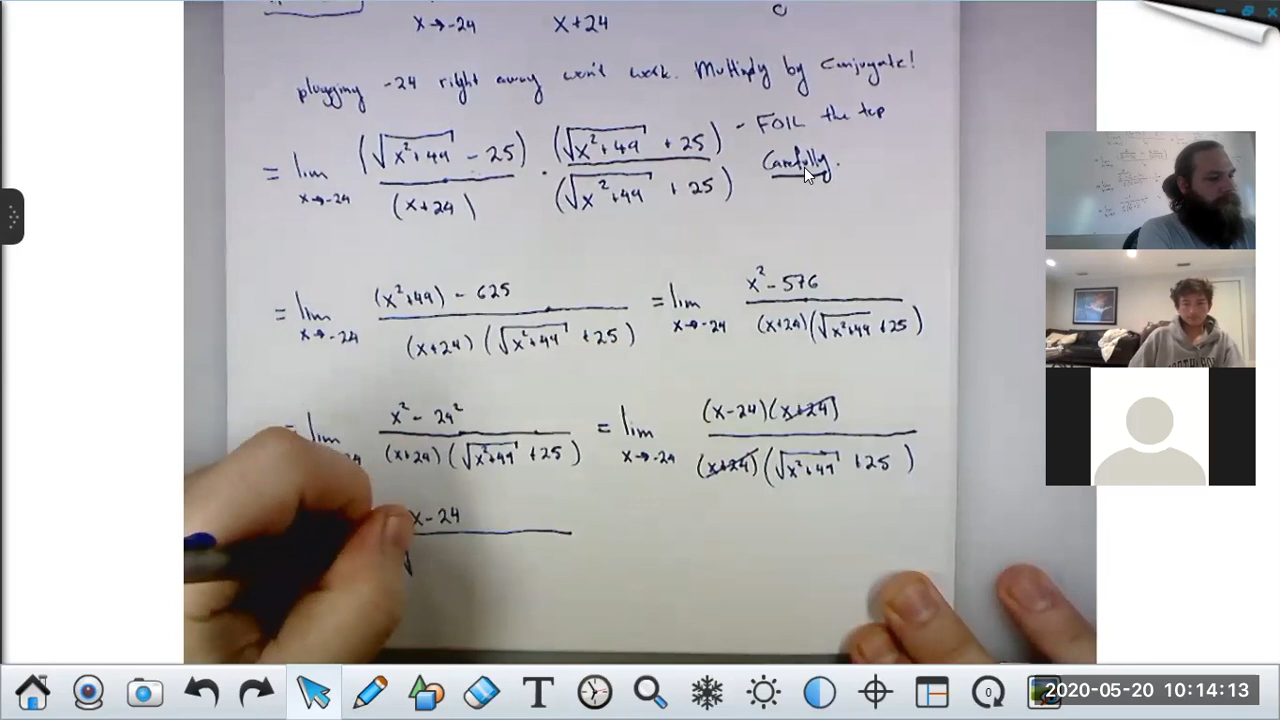 x→-24 x+24
plugging -24 right away won't work. Multiply by Conjugate!
= lim x→-24 (√x²+49 - 25) / (x+24) · (√x²+49 + 25) / (√x²+49 + 25) - FOIL the top
Carefully.
= lim x→-24 (x²+49) - 625 / (x+24)(√x²+49 + 25) = lim x→-24 x² - 576 / (x+24)(√x²+49 + 25)
= lim x² - 24² / (x+24)(√x²+49 + 25) = lim x→-24 (x-24)(x+24) / (x+24)(√x²+49 + 25)
x-24 / √
T
0
2020-05-20 10:14:13